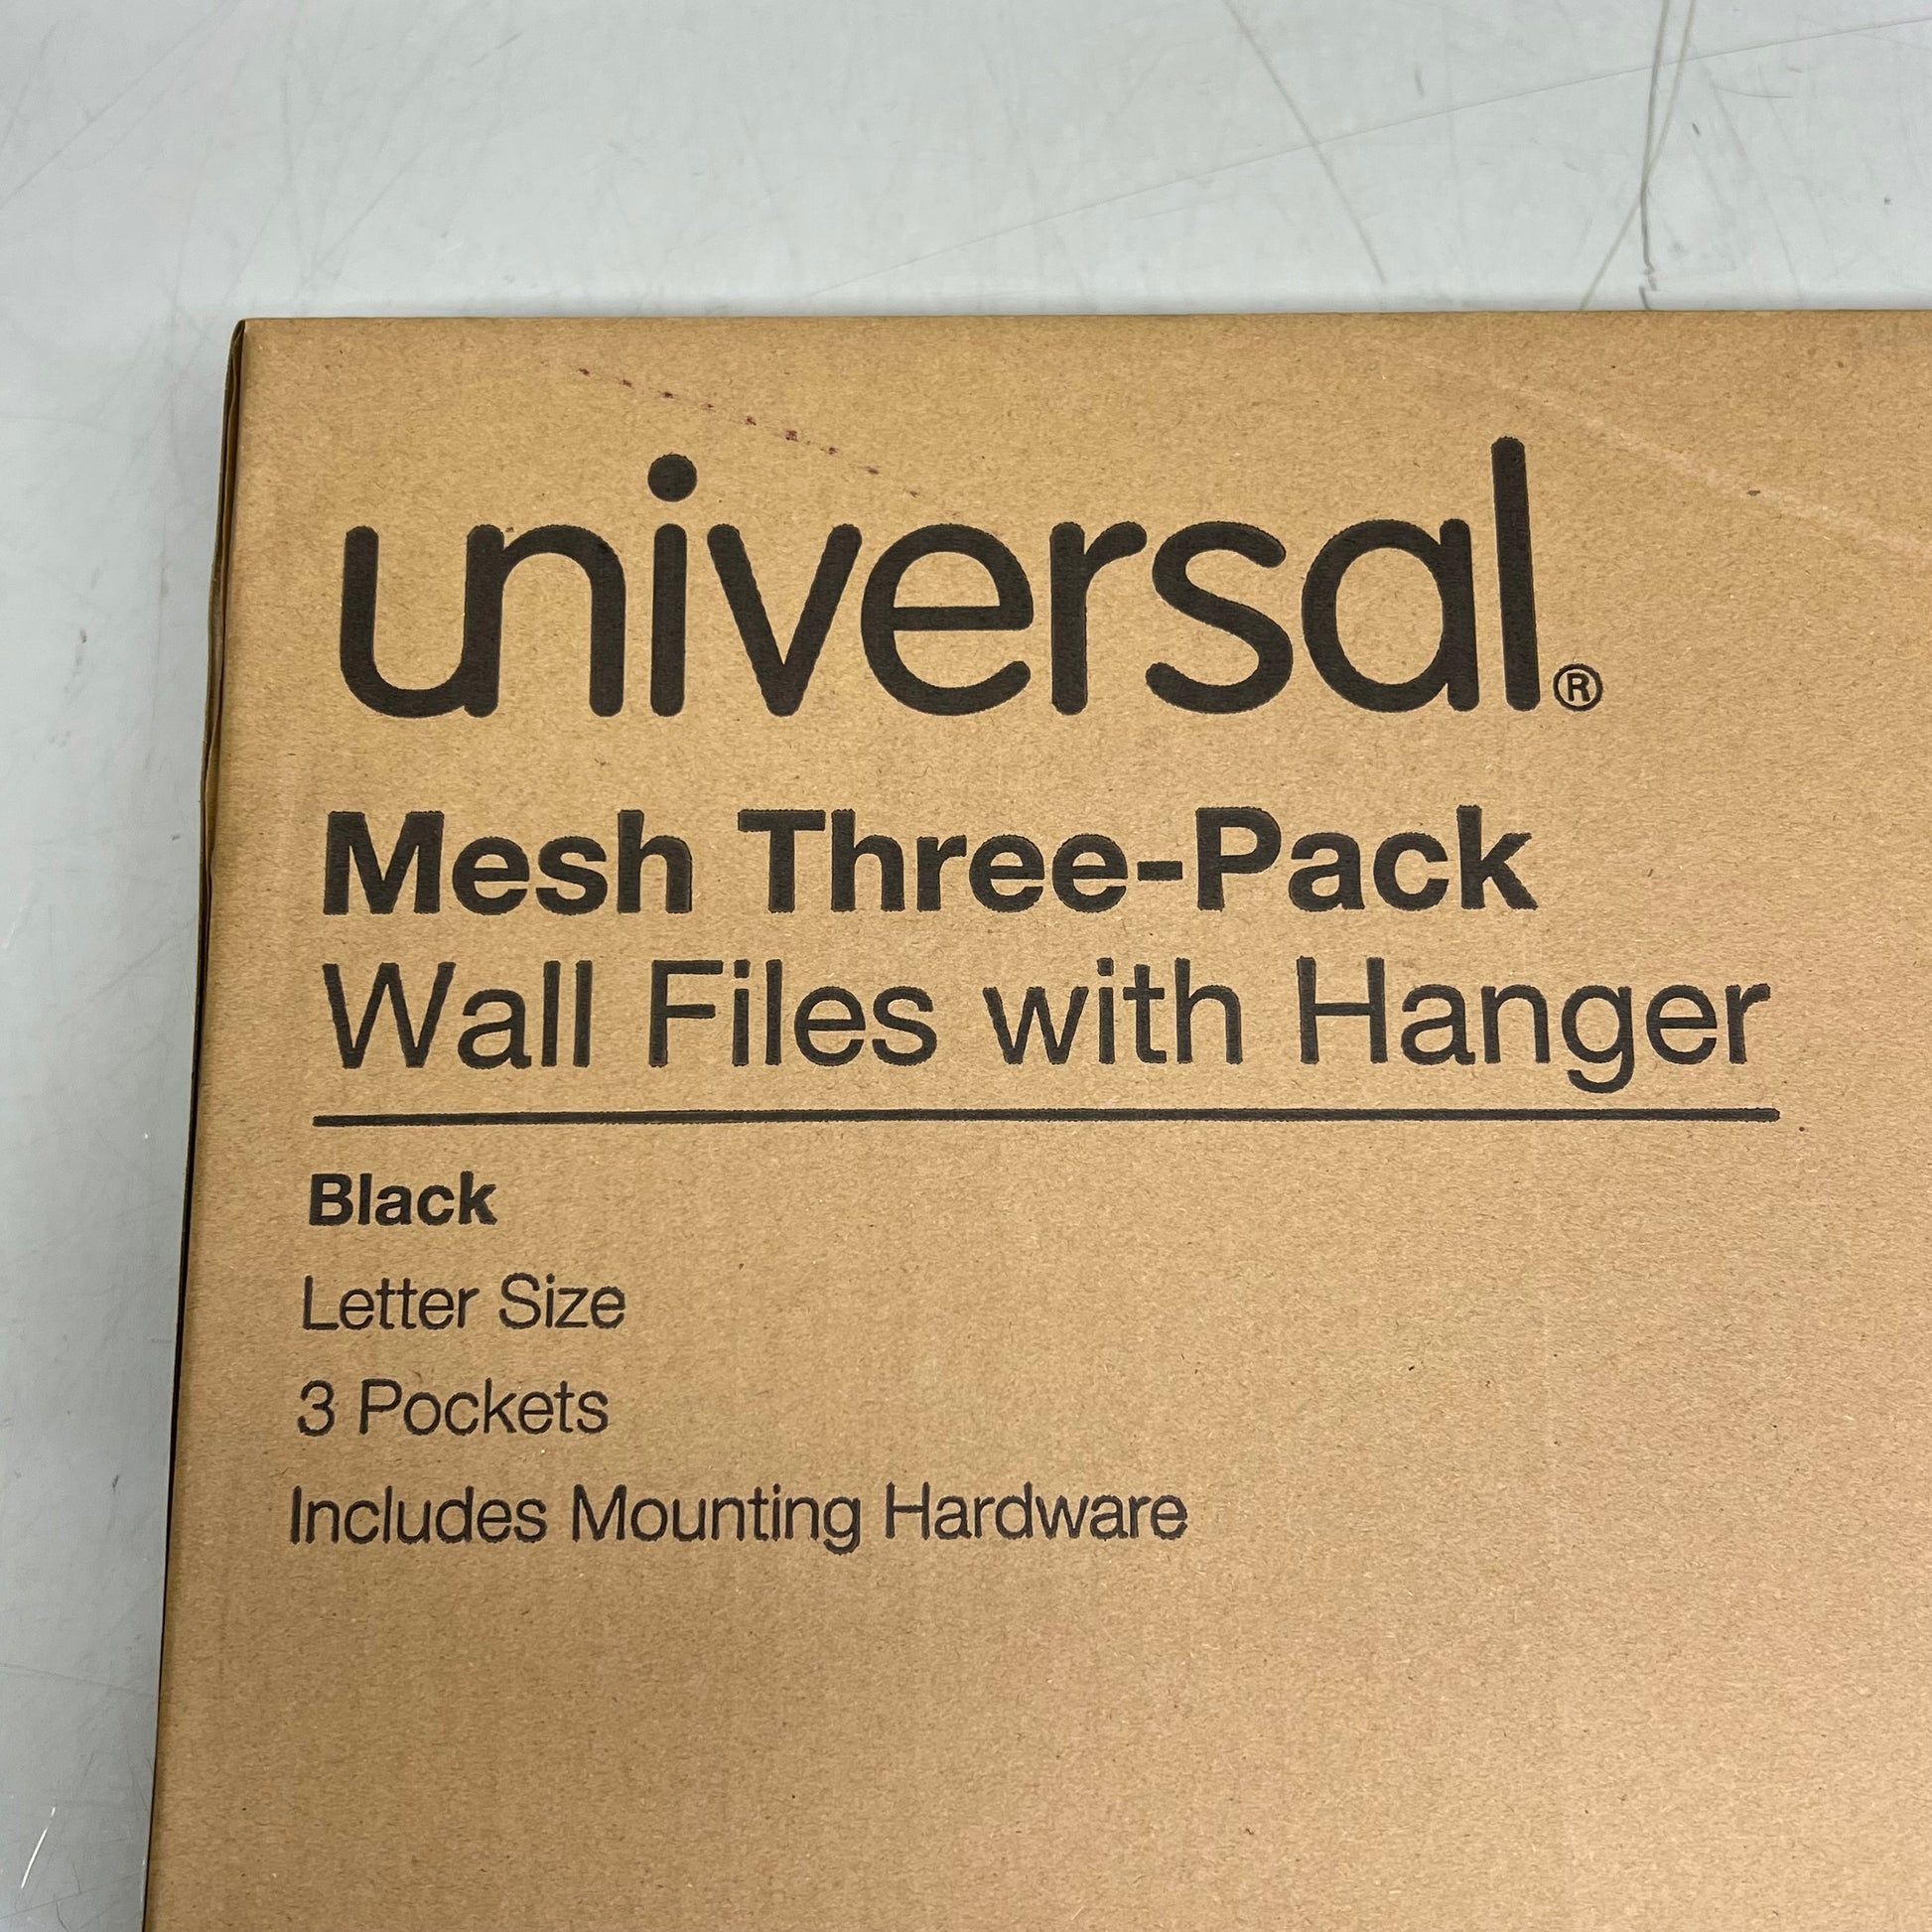 universal®
Mesh Three-Pack
Wall Files with Hanger
Black
Letter Size
3 Pockets
Includes Mounting Hardware